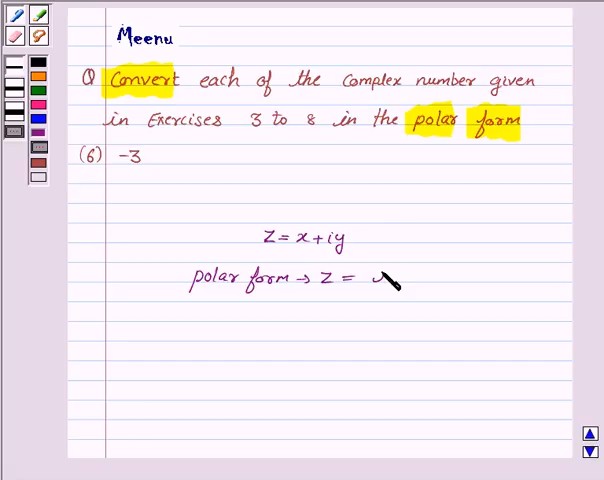 Meenu
Q Convert each of the complex number given
in Exercises 3 to 8 in the polar form
(6) -3
Z = x + iy
polar form → Z =